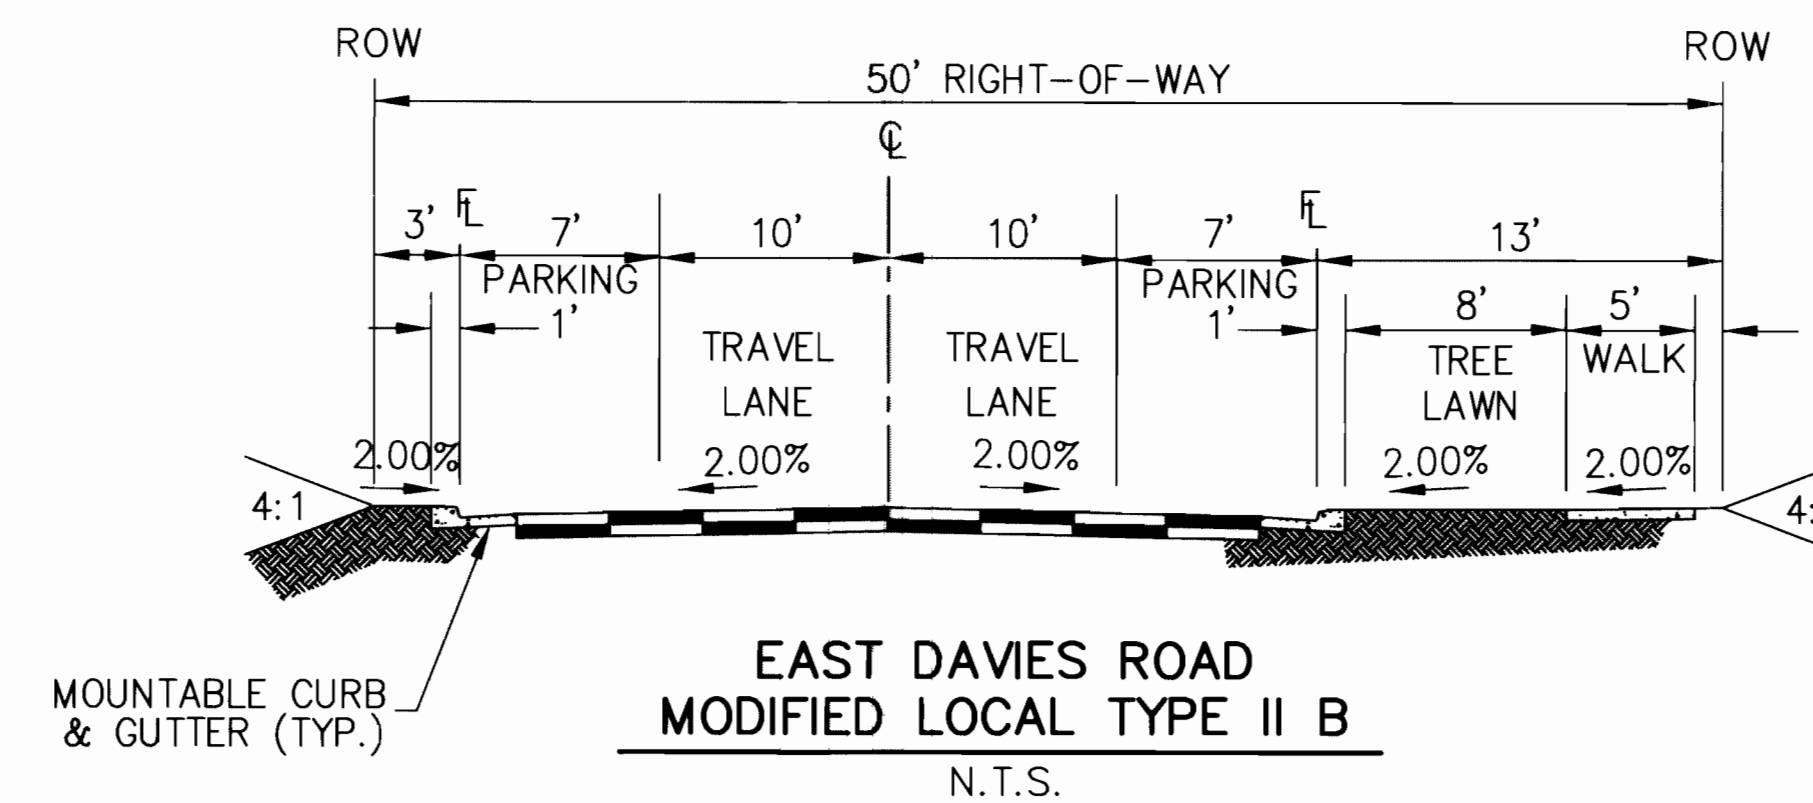 ROW
ROW
50' RIGHT-OF-WAY
℄
3'
FL
7'
10'
10'
7'
FL
13'
PARKING
PARKING
1'
1'
8'
5'
TRAVEL
LANE
TRAVEL
LANE
TREE
LAWN
WALK
2.00%
2.00%
2.00%
2.00%
2.00%
4:1
4:
MOUNTABLE CURB
& GUTTER (TYP.)
EAST DAVIES ROAD
MODIFIED LOCAL TYPE II B
N.T.S.